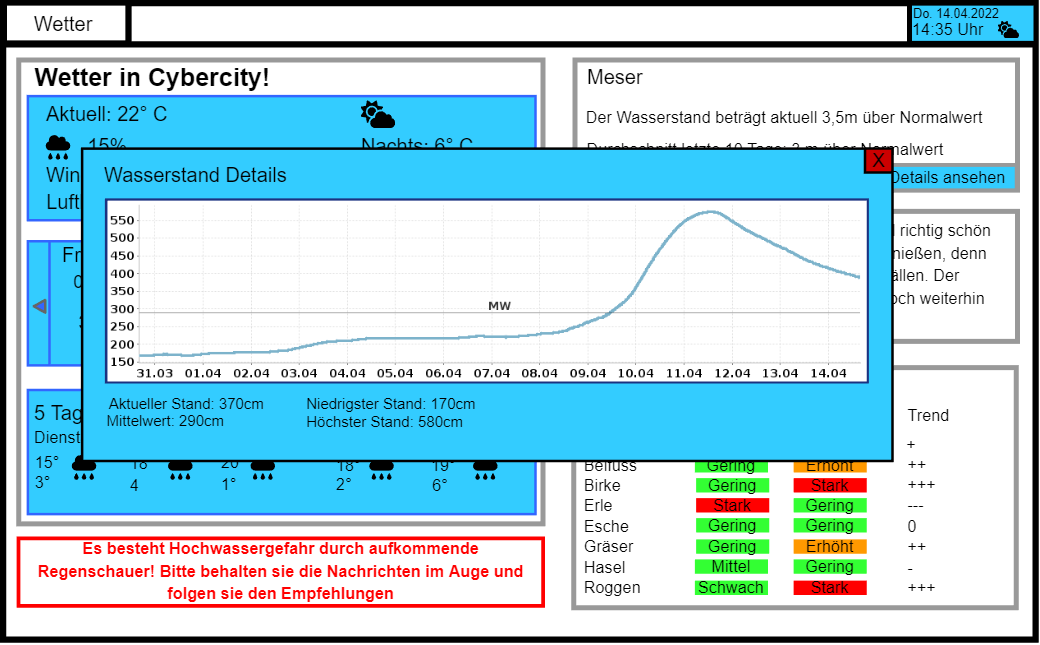 Wetter
Do. 14.04.2022
14:35 Uhr
Wetter in Cybercity!
Aktuell: 22° C
15%
Nachts: 6° C
Win
Luft
Meser
Der Wasserstand beträgt aktuell 3,5m über Normalwert
Durchschnitt letzte 10 Tage: 2 m über Normalwert
Details ansehen
X
Wasserstand Details
550
500
450
400
350
300
250
200
150
MW
31.03 01.04 02.04 03.04 04.04 05.04 06.04 07.04 08.04 09.04 10.04 11.04 12.04 13.04 14.04
Aktueller Stand: 370cm
Niedrigster Stand: 170cm
Mittelwert: 290cm
Höchster Stand: 580cm
Fr
richtig schön
nießen, denn
ällen. Der
och weiterhin
5 Tag
Dienst
15° 18 20 18° 19°
3° 4 1° 2° 6°
Trend
+
Beifuss Gering Erhöht ++
Birke Gering Stark +++
Erle Stark Gering ---
Esche Gering Gering 0
Gräser Gering Erhöht ++
Hasel Mittel Gering -
Roggen Schwach Stark +++
Es besteht Hochwassergefahr durch aufkommende
Regenschauer! Bitte behalten sie die Nachrichten im Auge und
folgen sie den Empfehlungen